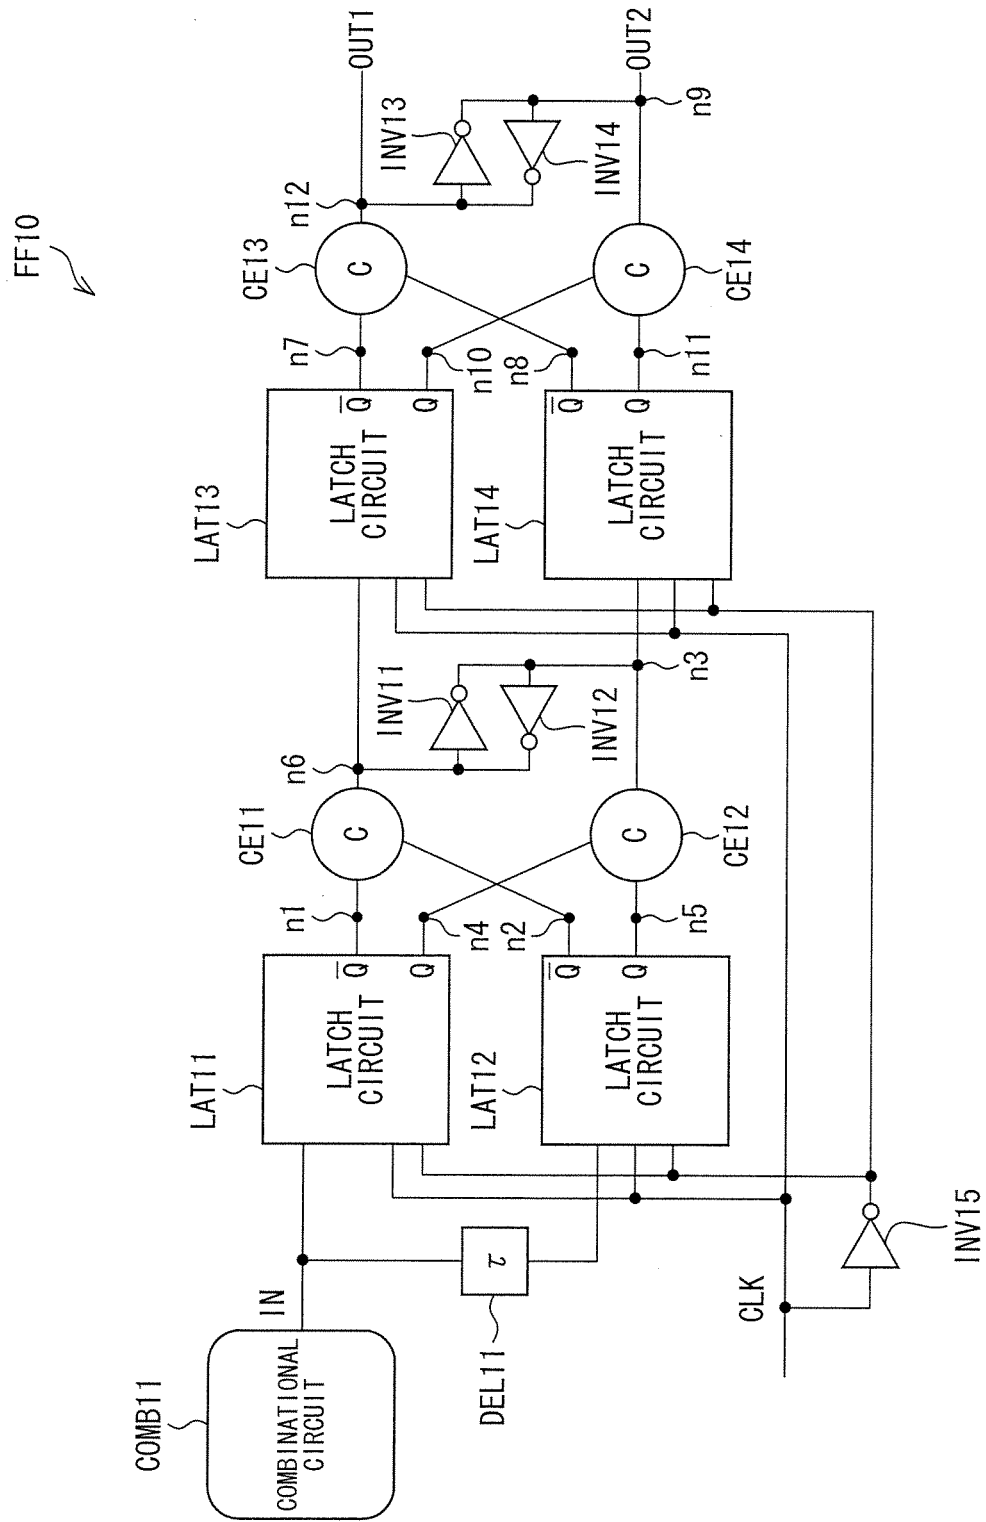 FF10
COMB11
COMBINATIONAL
CIRCUIT
IN
DEL11
τ
CLK
INV15
LAT11
LATCH
CIRCUIT
Q̅
Q
LAT12
LATCH
CIRCUIT
Q̅
Q
n1
n4
n2
n5
CE11
C
CE12
C
n6
INV11
INV12
n3
LAT13
LATCH
CIRCUIT
Q̅
Q
LAT14
LATCH
CIRCUIT
Q̅
Q
n7
n10
n8
n11
CE13
C
CE14
C
n12
INV13
INV14
n9
OUT1
OUT2